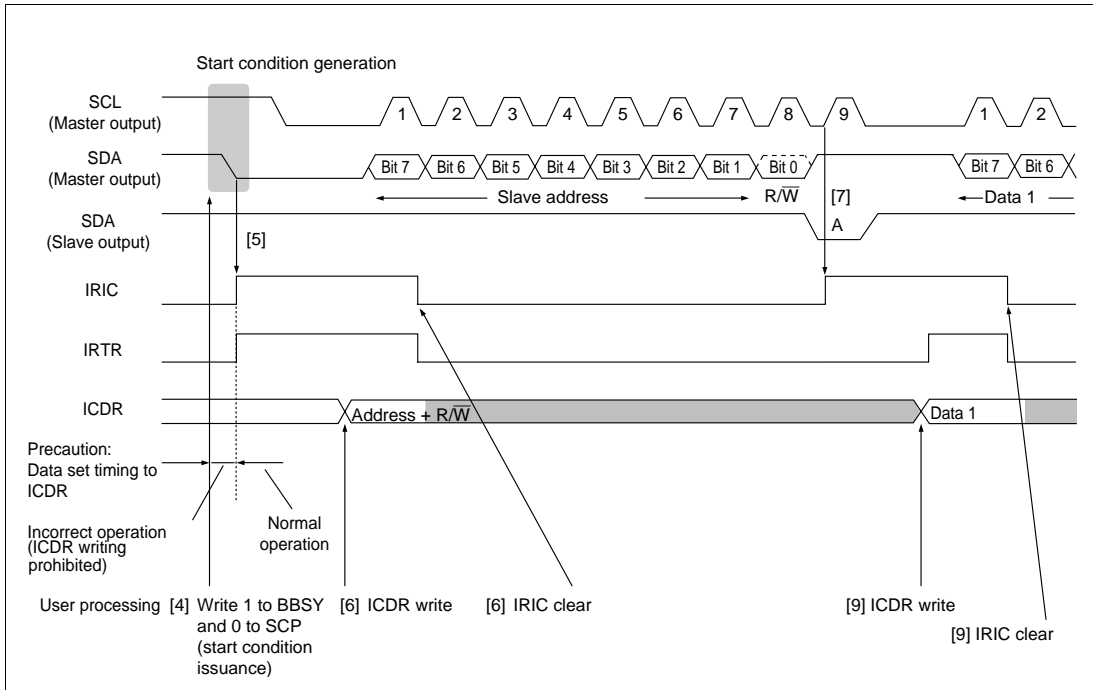 Start condition generation
SCL
(Master output)
1 2 3 4 5 6 7 8 9 1 2
SDA
(Master output)
Bit 7 Bit 6 Bit 5 Bit 4 Bit 3 Bit 2 Bit 1 Bit 0 Bit 7 Bit 6
Slave address R/W̅ [7] Data 1
SDA
(Slave output)
[5]
A
IRIC
IRTR
ICDR
Address + R/W̅ Data 1
Precaution:
Data set timing to
ICDR
Incorrect operation
(ICDR writing
prohibited)
Normal
operation
User processing [4] Write 1 to BBSY
and 0 to SCP
(start condition
issuance)
[6] ICDR write
[6] IRIC clear
[9] ICDR write
[9] IRIC clear